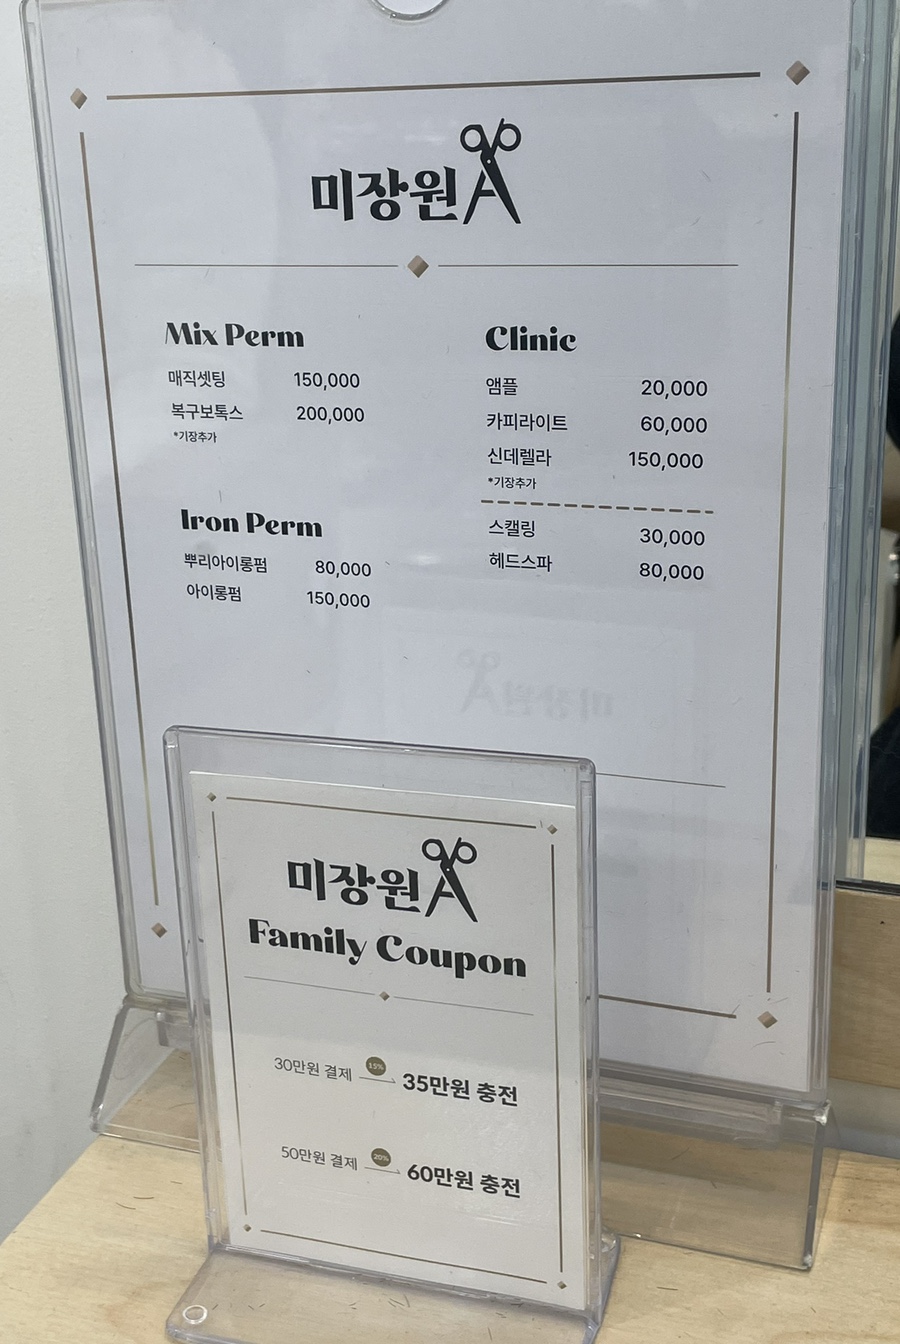 미장원A
Mix Perm
매직셋팅 150,000
복구보톡스 200,000
*기장추가
Iron Perm
뿌리아이롱펌 80,000
아이롱펌 150,000
Clinic
앰플 20,000
카피라이트 60,000
신데렐라 150,000
*기장추가
스캘링 30,000
헤드스파 80,000
미장원A
Family Coupon
30만원 결제 15% 35만원 충전
50만원 결제 20% 60만원 충전